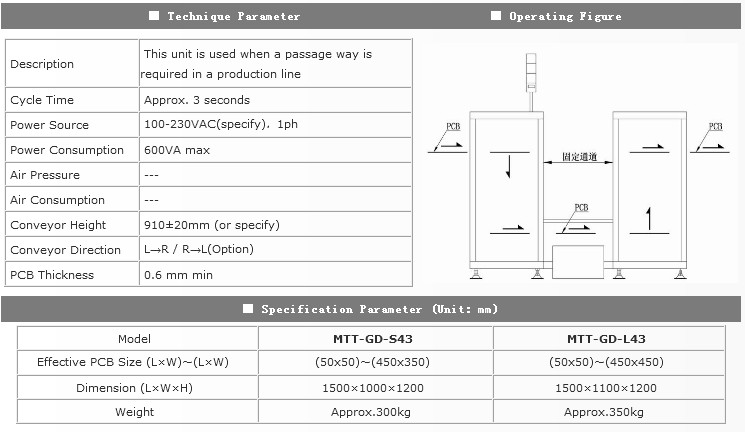 ■ Technique Parameter
■ Operating Figure
Description This unit is used when a passage way is
required in a production line
Cycle Time Approx. 3 seconds
Power Source 100-230VAC(specify). 1ph
Power Consumption 600VA max
Air Pressure ---
Air Consumption ---
Conveyor Height 910±20mm (or specify)
Conveyor Direction L→R / R→L(Option)
PCB Thickness 0.6 mm min
PCB
固定通道
PCB
PCB
■ Specification Parameter (Unit: mm)
Model MTT-GD-S43 MTT-GD-L43
Effective PCB Size (L×W)～(L×W) (50x50)～(450x350) (50x50)～(450x450)
Dimension (L×W×H) 1500×1000×1200 1500×1100×1200
Weight Approx.300kg Approx.350kg